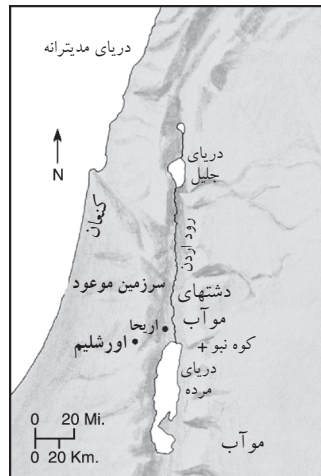 دریای مدیترانه
N
کنعان
دریای
جلیل
رود اردن
سرزمین موعود
دشتهای
موآب
اریحا
اورشلیم
کوه نبو +
دریای
مرده
موآب
0 20 Mi.
0 20 Km.